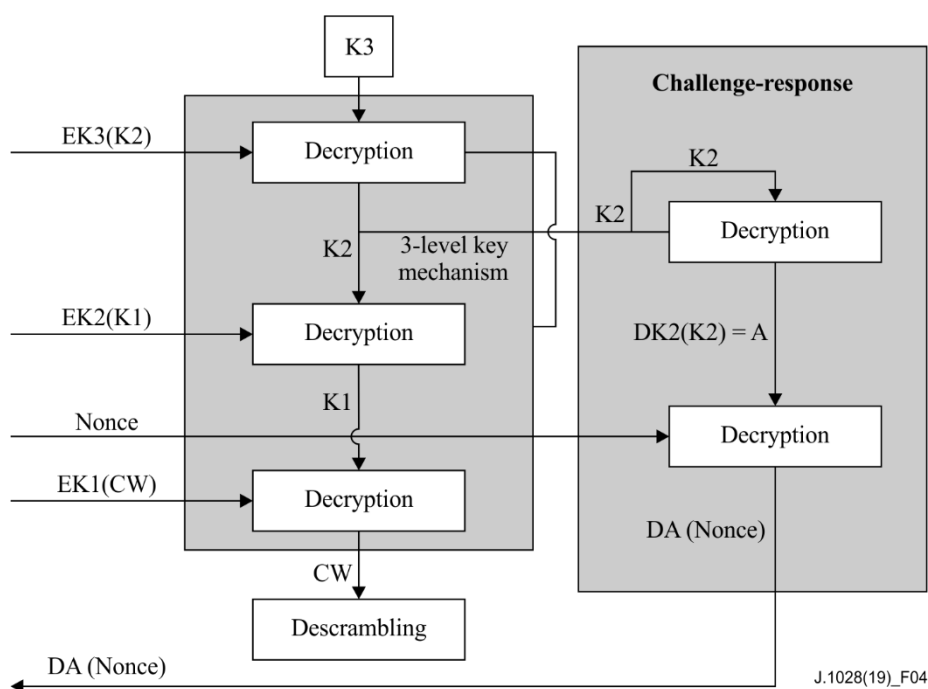 K3
Challenge-response
EK3(K2)
Decryption
K2
K2
Decryption
K2
3-level key
mechanism
EK2(K1)
Decryption
DK2(K2) = A
K1
Nonce
Decryption
EK1(CW)
Decryption
DA (Nonce)
CW
Descrambling
DA (Nonce)
J.1028(19)_F04